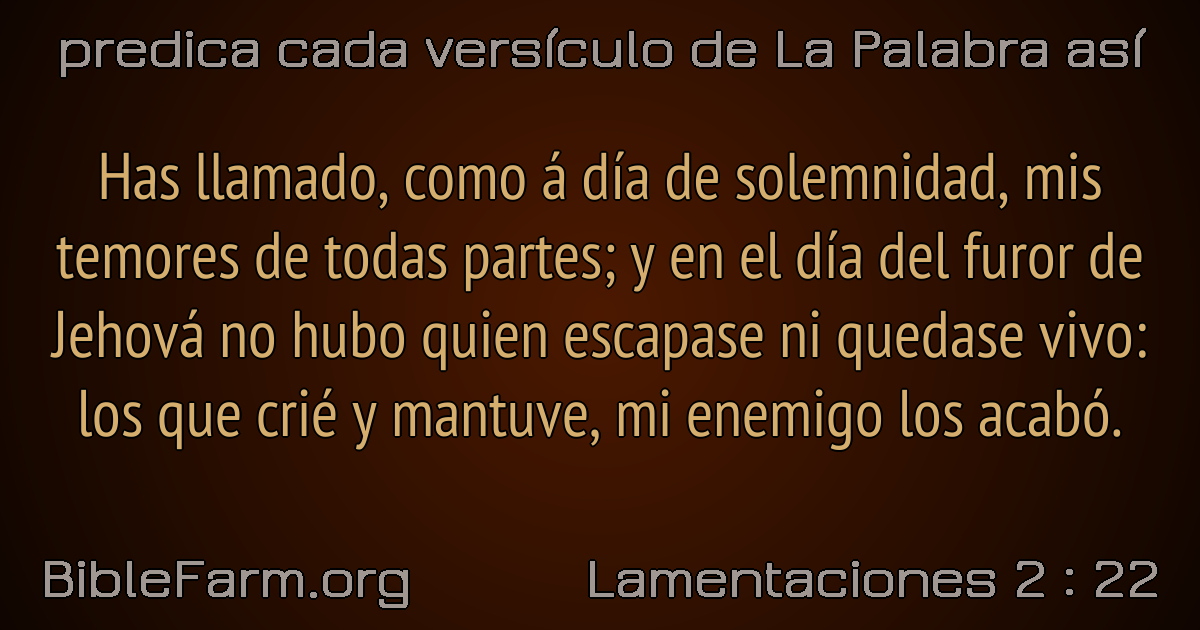 predica cada versículo de La Palabra así
Has llamado, como á día de solemnidad, mis
temores de todas partes; y en el día del furor de
Jehová no hubo quien escapase ni quedase vivo:
los que crié y mantuve, mi enemigo los acabó.
BibleFarm.org
Lamentaciones 2 : 22